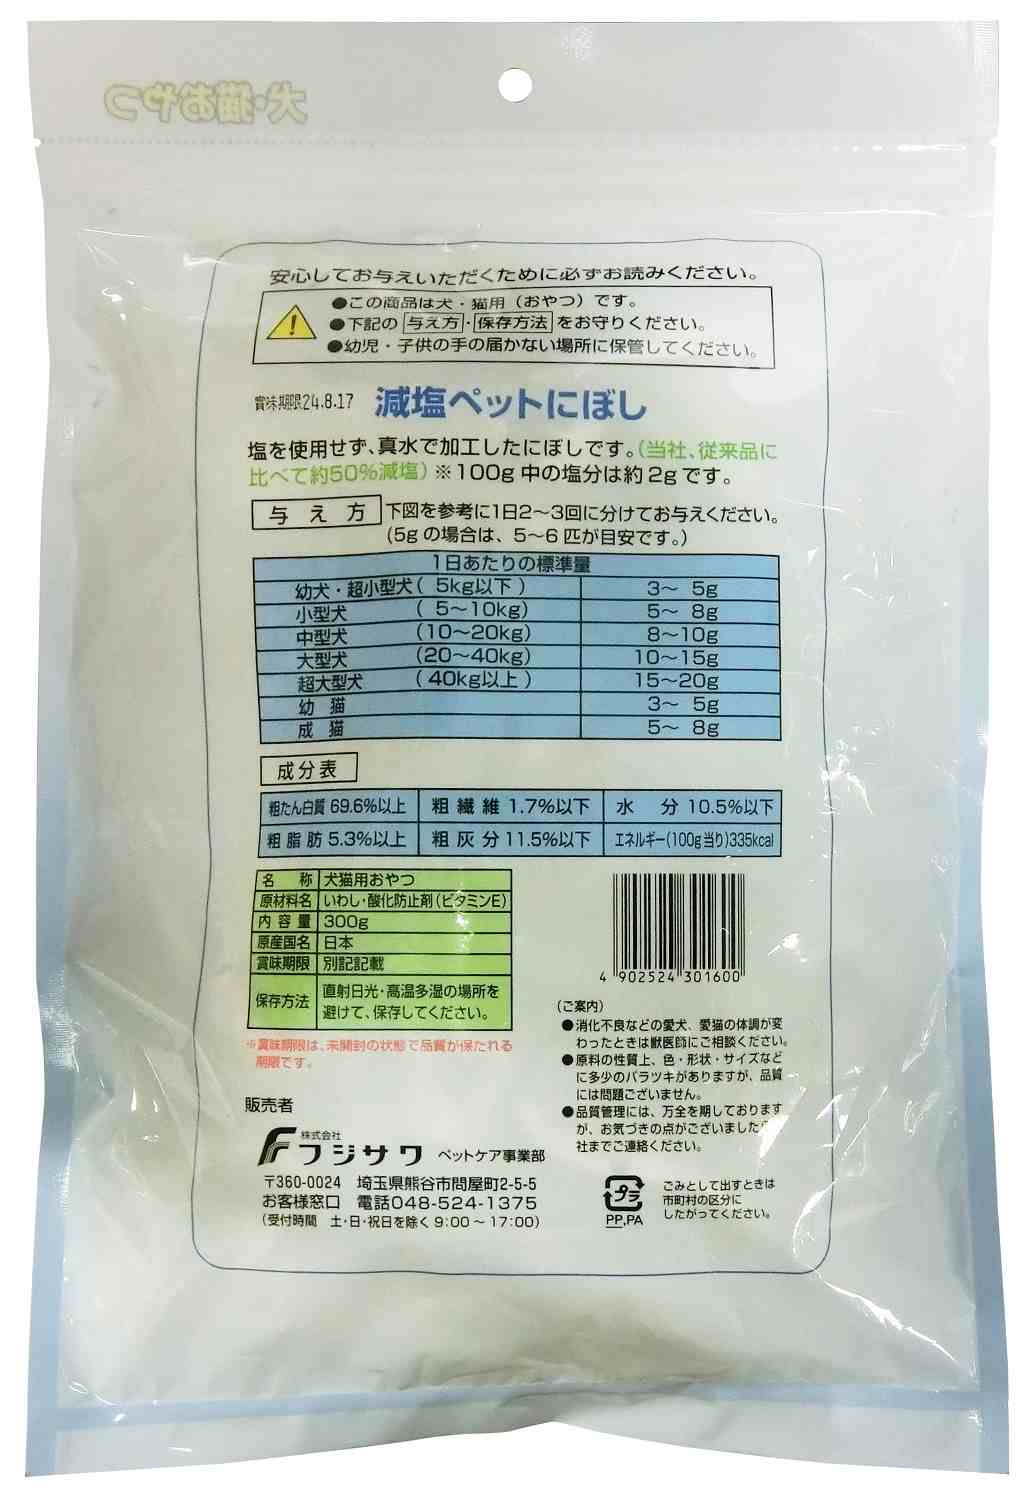 犬・猫おやつ
安心してお与えいただくために必ずお読みください。
●この商品は犬・猫用（おやつ）です。
●下記の 与え方・保存方法 をお守りください。
●幼児・子供の手の届かない場所に保管してください。
賞味期限24.8.17 減塩ペットにぼし
塩を使用せず、真水で加工したにぼしです。（当社、従来品に
比べて約50%減塩）※100g 中の塩分は約2gです。
与え方 下図を参考に1日2～3回に分けてお与えください。
（5gの場合は、5～6 匹が目安です。）
1日あたりの標準量
幼犬・超小型犬（ 5kg以下 ） 3～ 5g
小型犬 （ 5～10kg） 5～ 8g
中型犬 （10～20kg） 8～10g
大型犬 （20～40kg） 10～15g
超大型犬 （ 40kg以上 ） 15～20g
幼 猫 3～ 5g
成 猫 5～ 8g
成分表
粗たん白質 69.6%以上 粗繊維 1.7%以下 水 分 10.5%以下
粗脂肪 5.3%以上 粗灰分 11.5%以下 エネルギー（100g当り）335kcal
名 称 犬猫用おやつ
原材料名 いわし・酸化防止剤（ビタミンE）
内容量 300g
原産国名 日本
賞味期限 別記記載
保存方法 直射日光・高温多湿の場所を
避けて、保存してください。
※賞味期限は、未開封の状態で品質が保たれる
期限です。
4 902524 301600
（ご案内）
●消化不良などの愛犬、愛猫の体調が変
わったときは獣医師にご相談ください。
●原料の性質上、色・形状・サイズなど
に多少のバラツキがありますが、品質
には問題ございません。
●品質管理には、万全を期しております
が、お気づきの点がございました
社までご連絡ください。
販売者
株式会社
フジサワ ペットケア事業部
〒360-0024 埼玉県熊谷市問屋町2-5-5
お客様窓口 電話048-524-1375
（受付時間 土・日・祝日を除く 9:00～17:00）
プラ
PP,PA
ごみとして出すときは
市町村の区分に
したがってください。